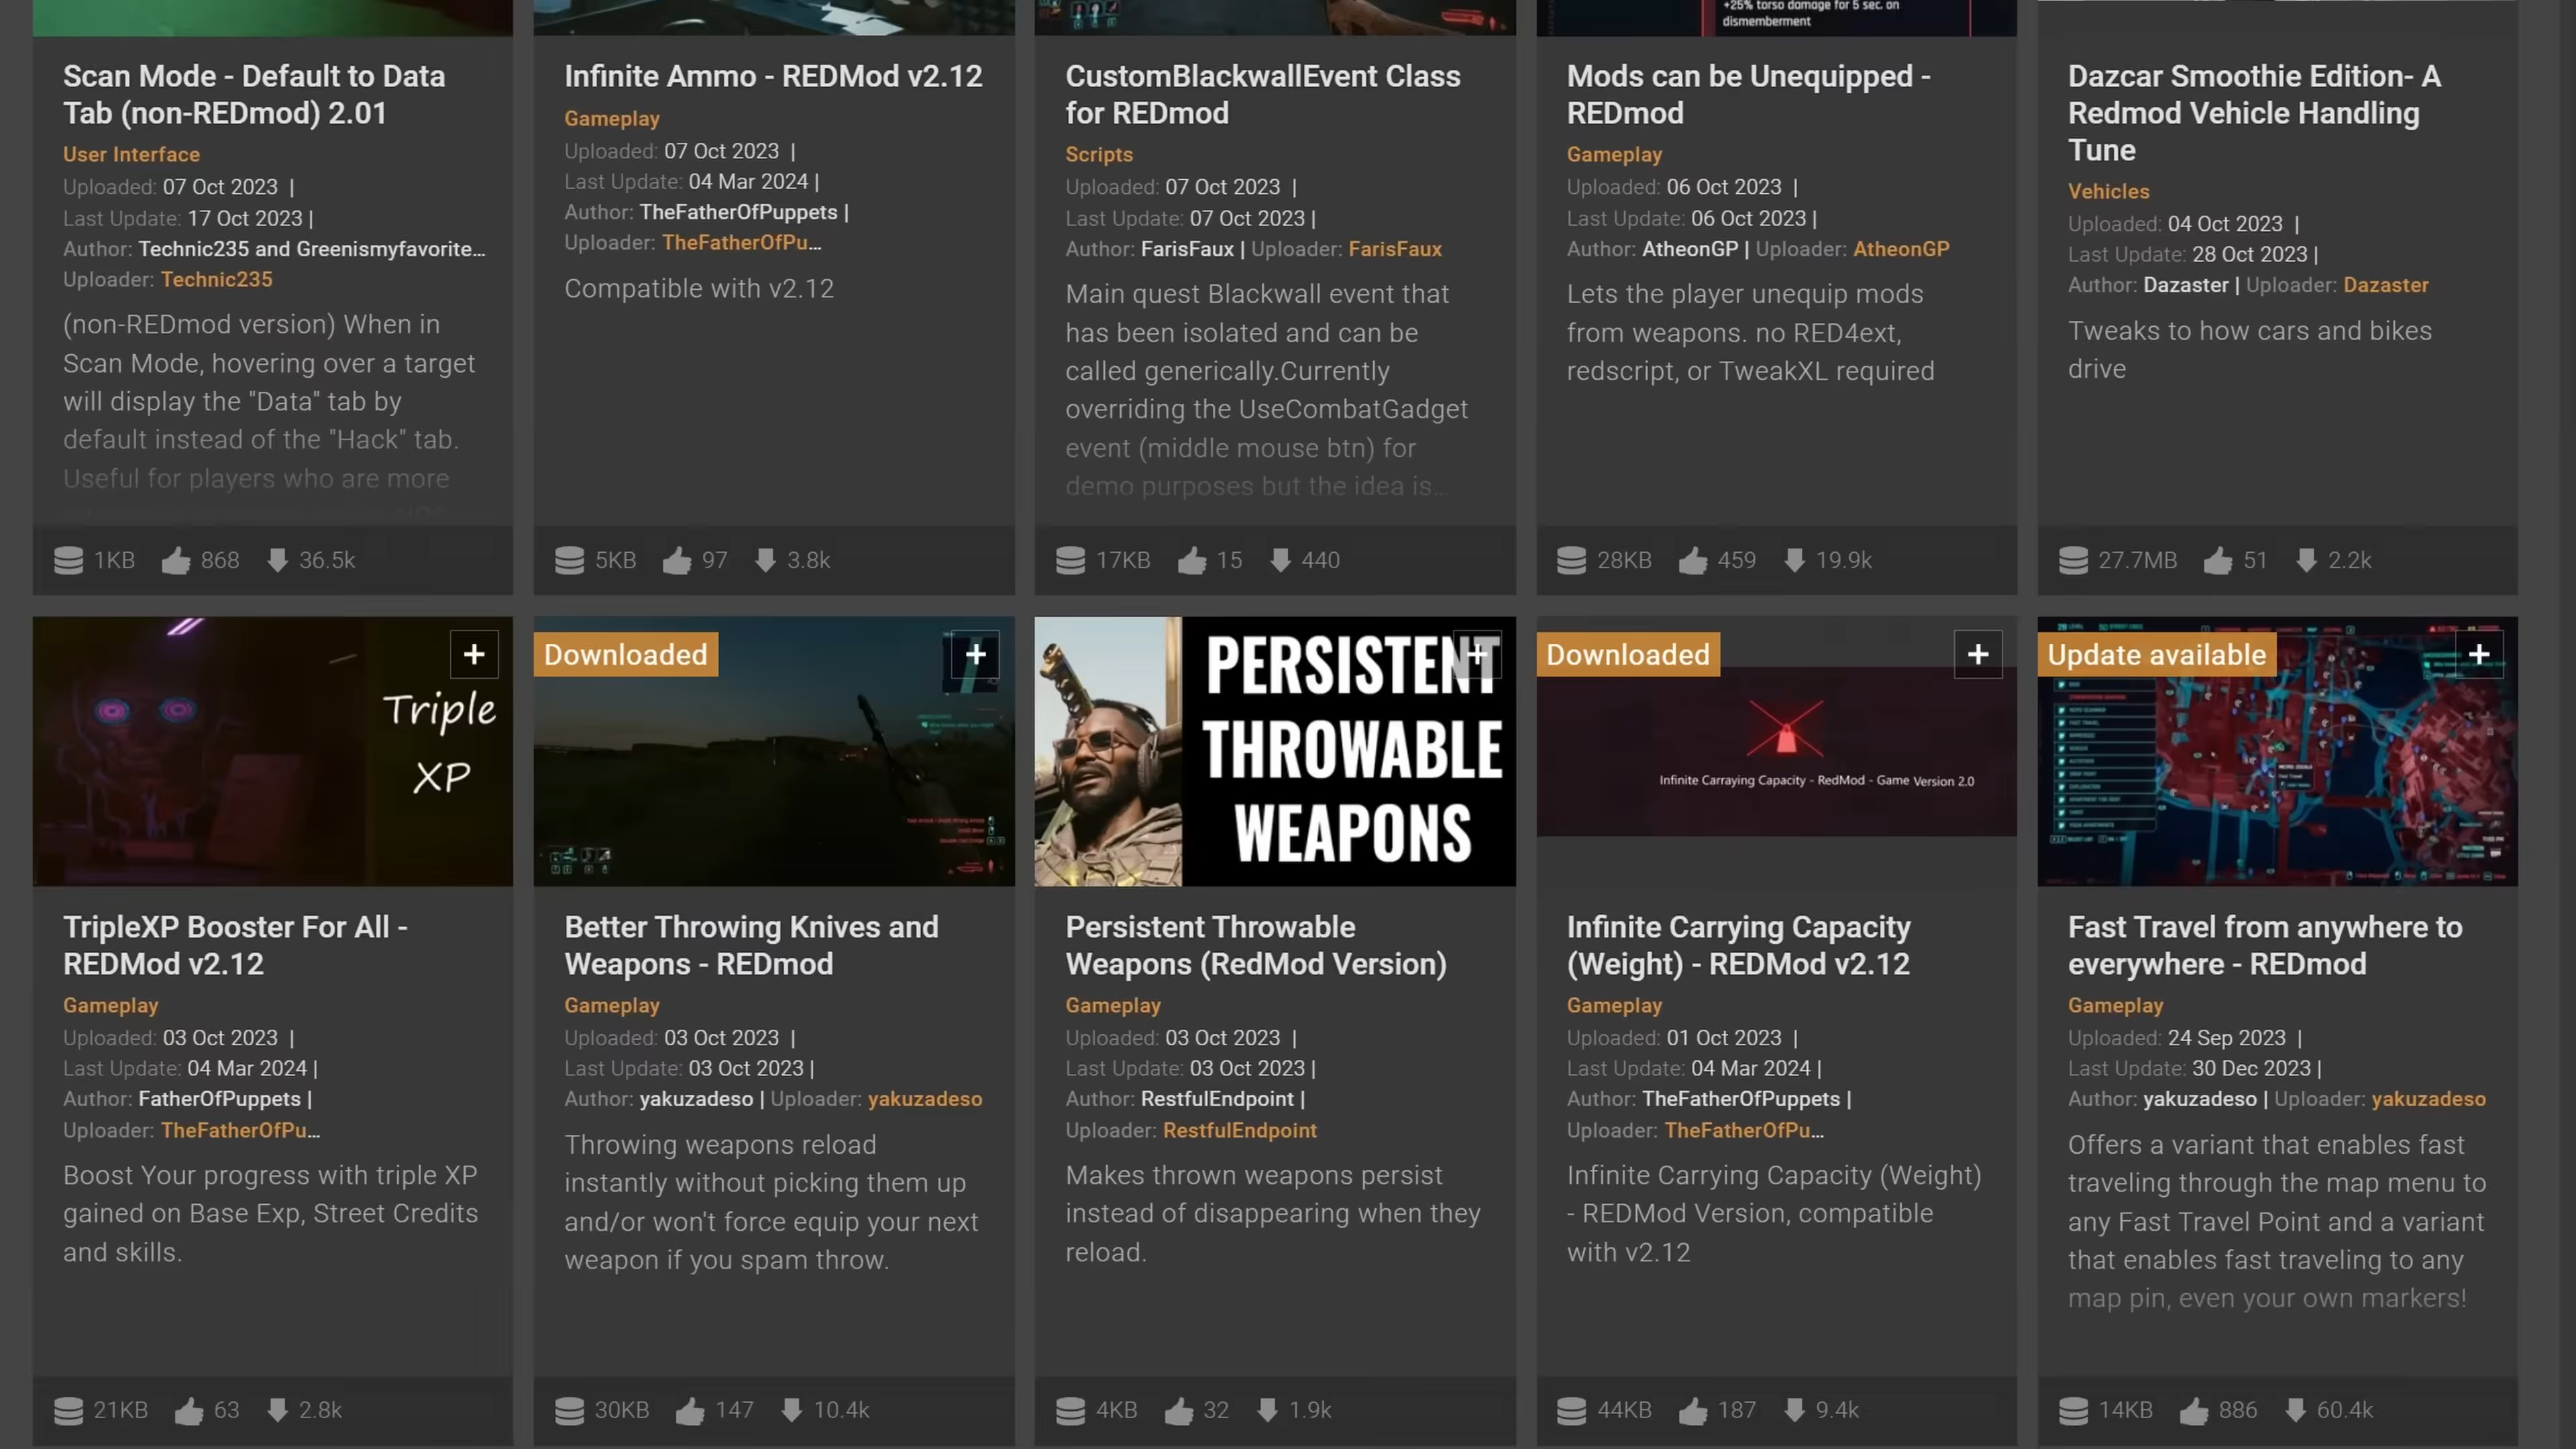 +25% torso damage for 5 sec. on
dismemberment
Scan Mode - Default to Data
Tab (non-REDmod) 2.01
User Interface
Uploaded: 07 Oct 2023 |
Last Update: 17 Oct 2023 |
Author: Technic235 and Greenismyfavorite...
Uploader: Technic235
(non-REDmod version) When in
Scan Mode, hovering over a target
will display the "Data" tab by
default instead of the "Hack" tab.
Useful for players who are more
1KB 868 36.5k
Infinite Ammo - REDMod v2.12
Gameplay
Uploaded: 07 Oct 2023 |
Last Update: 04 Mar 2024 |
Author: TheFatherOfPuppets |
Uploader: TheFatherOfPu...
Compatible with v2.12
5KB 97 3.8k
CustomBlackwallEvent Class
for REDmod
Scripts
Uploaded: 07 Oct 2023 |
Last Update: 07 Oct 2023 |
Author: FarisFaux | Uploader: FarisFaux
Main quest Blackwall event that
has been isolated and can be
called generically.Currently
overriding the UseCombatGadget
event (middle mouse btn) for
demo purposes but the idea is...
17KB 15 440
Mods can be Unequipped -
REDmod
Gameplay
Uploaded: 06 Oct 2023 |
Last Update: 06 Oct 2023 |
Author: AtheonGP | Uploader: AtheonGP
Lets the player unequip mods
from weapons. no RED4ext,
redscript, or TweakXL required
28KB 459 19.9k
Dazcar Smoothie Edition- A
Redmod Vehicle Handling
Tune
Vehicles
Uploaded: 04 Oct 2023 |
Last Update: 28 Oct 2023 |
Author: Dazaster | Uploader: Dazaster
Tweaks to how cars and bikes
drive
27.7MB 51 2.2k
Triple
XP
TripleXP Booster For All -
REDMod v2.12
Gameplay
Uploaded: 03 Oct 2023 |
Last Update: 04 Mar 2024 |
Author: FatherOfPuppets |
Uploader: TheFatherOfPu...
Boost Your progress with triple XP
gained on Base Exp, Street Credits
and skills.
21KB 63 2.8k
Downloaded
Better Throwing Knives and
Weapons - REDmod
Gameplay
Uploaded: 03 Oct 2023 |
Last Update: 03 Oct 2023 |
Author: yakuzadeso | Uploader: yakuzadeso
Throwing weapons reload
instantly without picking them up
and/or won't force equip your next
weapon if you spam throw.
30KB 147 10.4k
PERSISTENT
THROWABLE
WEAPONS
Persistent Throwable
Weapons (RedMod Version)
Gameplay
Uploaded: 03 Oct 2023 |
Last Update: 03 Oct 2023 |
Author: RestfulEndpoint |
Uploader: RestfulEndpoint
Makes thrown weapons persist
instead of disappearing when they
reload.
4KB 32 1.9k
Downloaded
Infinite Carraying Capacity - RedMod - Game Version 2.0
Infinite Carrying Capacity
(Weight) - REDMod v2.12
Gameplay
Uploaded: 01 Oct 2023 |
Last Update: 04 Mar 2024 |
Author: TheFatherOfPuppets |
Uploader: TheFatherOfPu...
Infinite Carrying Capacity (Weight)
- REDMod Version, compatible
with v2.12
44KB 187 9.4k
Update available
Fast Travel from anywhere to
everywhere - REDmod
Gameplay
Uploaded: 24 Sep 2023 |
Last Update: 30 Dec 2023 |
Author: yakuzadeso | Uploader: yakuzadeso
Offers a variant that enables fast
traveling through the map menu to
any Fast Travel Point and a variant
that enables fast traveling to any
map pin, even your own markers!
14KB 886 60.4k